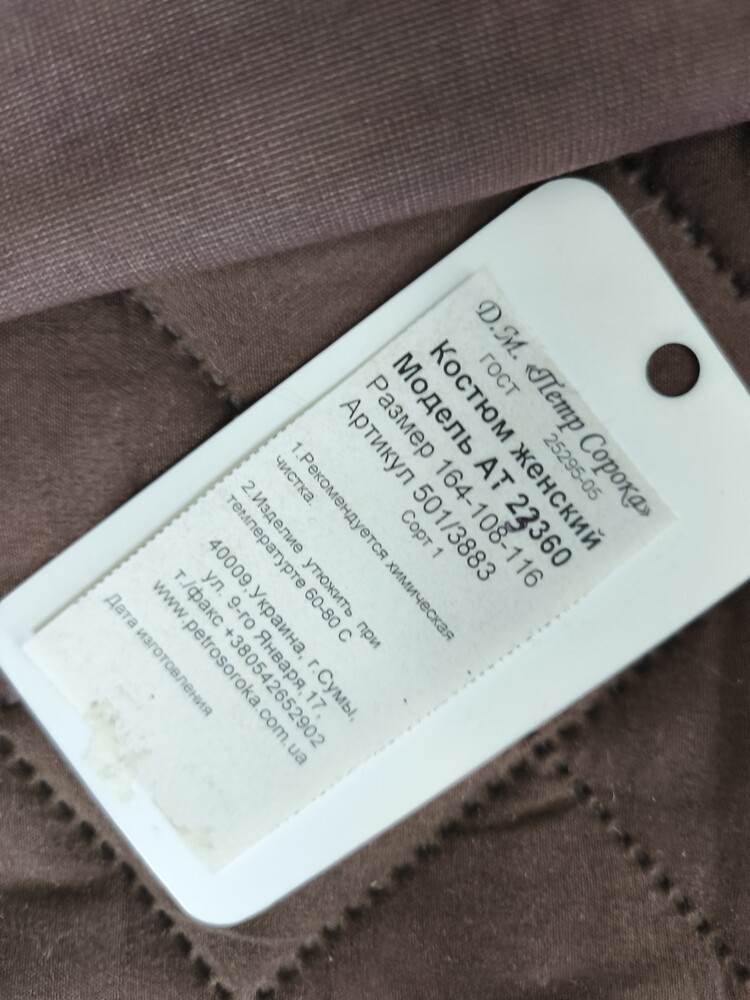 Д.М. «Петр Сорока»
ГОСТ 25295-05
Костюм женский
Модель АТ 23360
Размер 164-108-116
Артикул 501/3883
Сорт 1
1.Рекомендуется химическая
чистка.
2.Изделие утюжить при
температурте 60-80 С
40009,Украина, г.Сумы,
ул. 9-го Января,17,
т./факс +380542652902
www.petrosoroka.com.ua
Дата изготовления